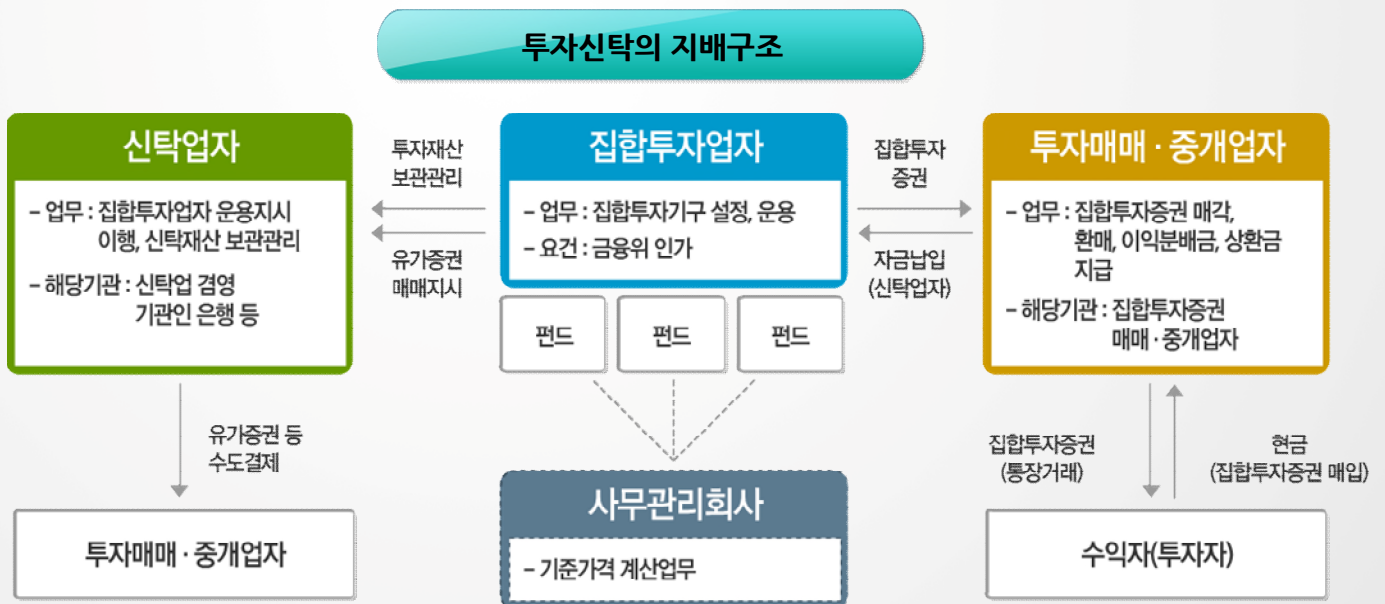 투자신탁의 지배구조
신탁업자
– 업무 : 집합투자업자 운용지시
이행, 신탁재산 보관관리
– 해당기관 : 신탁업 겸영
기관인 은행 등
투자재산
보관관리
유가증권
매매지시
집합투자업자
– 업무 : 집합투자기구 설정, 운용
– 요건 : 금융위 인가
펀드
펀드
펀드
집합투자
증권
자금납입
(신탁업자)
투자매매 · 중개업자
– 업무 : 집합투자증권 매각,
환매, 이익분배금, 상환금
지급
– 해당기관 : 집합투자증권
매매 · 중개업자
유가증권 등
수도결제
투자매매 · 중개업자
사무관리회사
– 기준가격 계산업무
집합투자증권
(통장거래)
현금
(집합투자증권 매입)
수익자(투자자)